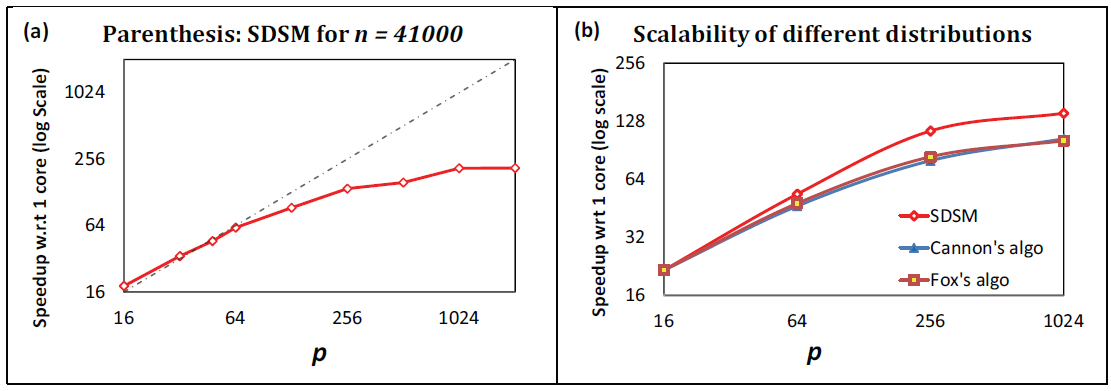 (a) Parenthesis: SDSM for n = 41000
Speedup w.r.t 1 core (log Scale)
1024
256
64
16
16 64 256 1024
p
(b) Scalability of different distributions
Speedup wrt 1 core (log scale)
256
128
64
32
16
SDSM
Cannon's algo
Fox's algo
16 64 256 1024
p